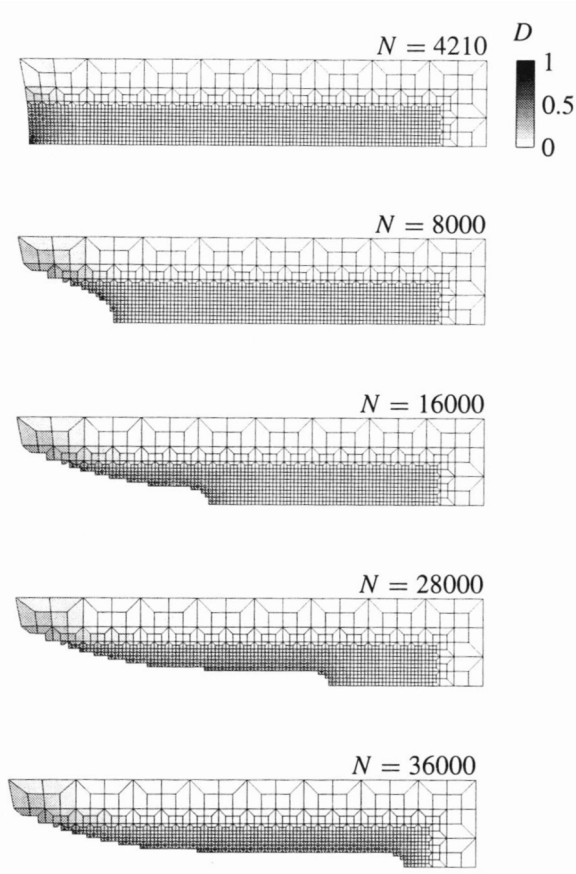 D
N = 4210
1
0.5
0
N = 8000
N = 16000
N = 28000
N = 36000